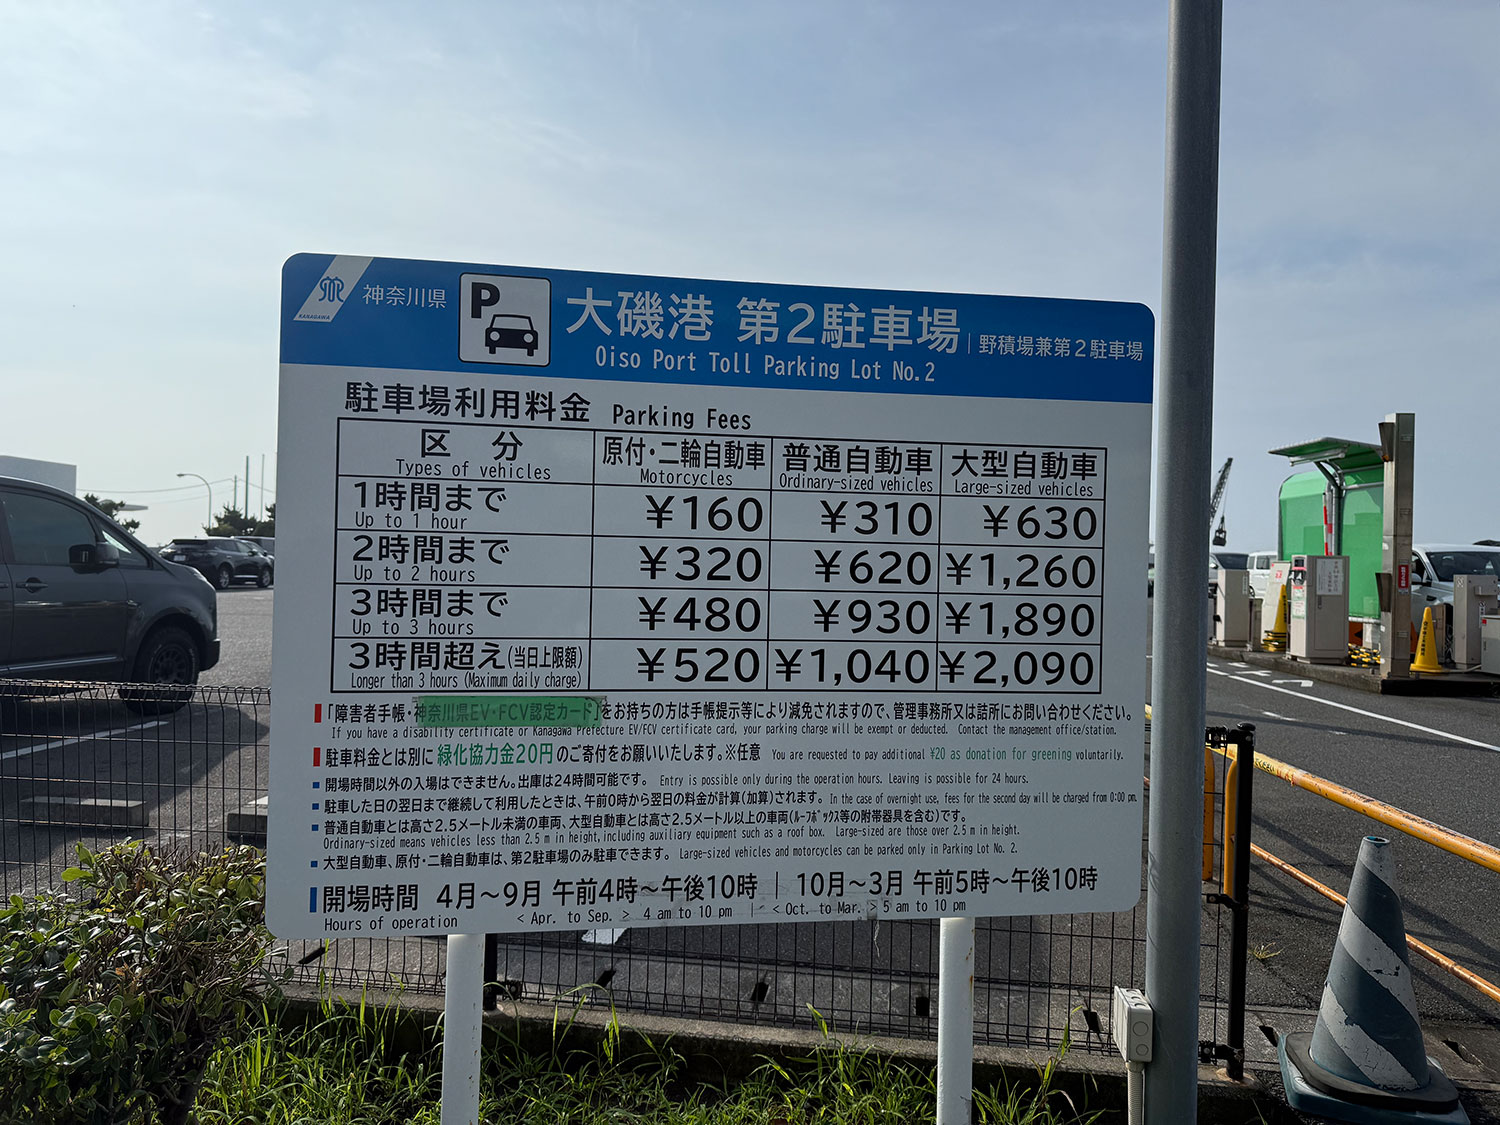 KANAGAWA
神奈川県
P
大磯港 第2駐車場
野積場兼第2駐車場
Oiso Port Toll Parking Lot No.2
駐車場利用料金 Parking Fees
区 分 原付・二輪自動車 普通自動車 大型自動車
Types of vehicles Motorcycles Ordinary-sized vehicles Large-sized vehicles
1時間まで ¥160 ¥310 ¥630
Up to 1 hour
2時間まで ¥320 ¥620 ¥1,260
Up to 2 hours
3時間まで ¥480 ¥930 ¥1,890
Up to 3 hours
3時間超え(当日上限額) ¥520 ¥1,040 ¥2,090
Longer than 3 hours (Maximum daily charge)
「障害者手帳・神奈川県EV・FCV認定カード」をお持ちの方は手帳提示等により減免されますので、管理事務所又は詰所にお問い合わせください。
If you have a disability certificate or Kanagawa Prefecture EV/FCV certificate card, your parking charge will be exempt or deducted. Contact the management office/station.
駐車料金とは別に 緑化協力金20円 のご寄付をお願いいたします。※任意 You are requested to pay additional ¥20 as donation for greening voluntarily.
開場時間以外の入場はできません。出庫は24時間可能です。 Entry is possible only during the operation hours. Leaving is possible for 24 hours.
駐車した日の翌日まで継続して利用したときは、午前0時から翌日の料金が計算(加算)されます。 In the case of overnight use, fees for the second day will be charged from 0:00 pm.
普通自動車とは高さ2.5メートル未満の車両、大型自動車とは高さ2.5メートル以上の車両(ルーフボックス等の附帯器具を含む)です。
Ordinary-sized means vehicles less than 2.5 m in height, including auxiliary equipment such as a roof box. Large-sized are those over 2.5 m in height.
大型自動車、原付・二輪自動車は、第2駐車場のみ駐車できます。 Large-sized vehicles and motorcycles can be parked only in Parking Lot No. 2.
開場時間 4月～9月 午前4時～午後10時 | 10月～3月 午前5時～午後10時
Hours of operation < Apr. to Sep. > 4 am to 10 pm | < Oct. to Mar. > 5 am to 10 pm